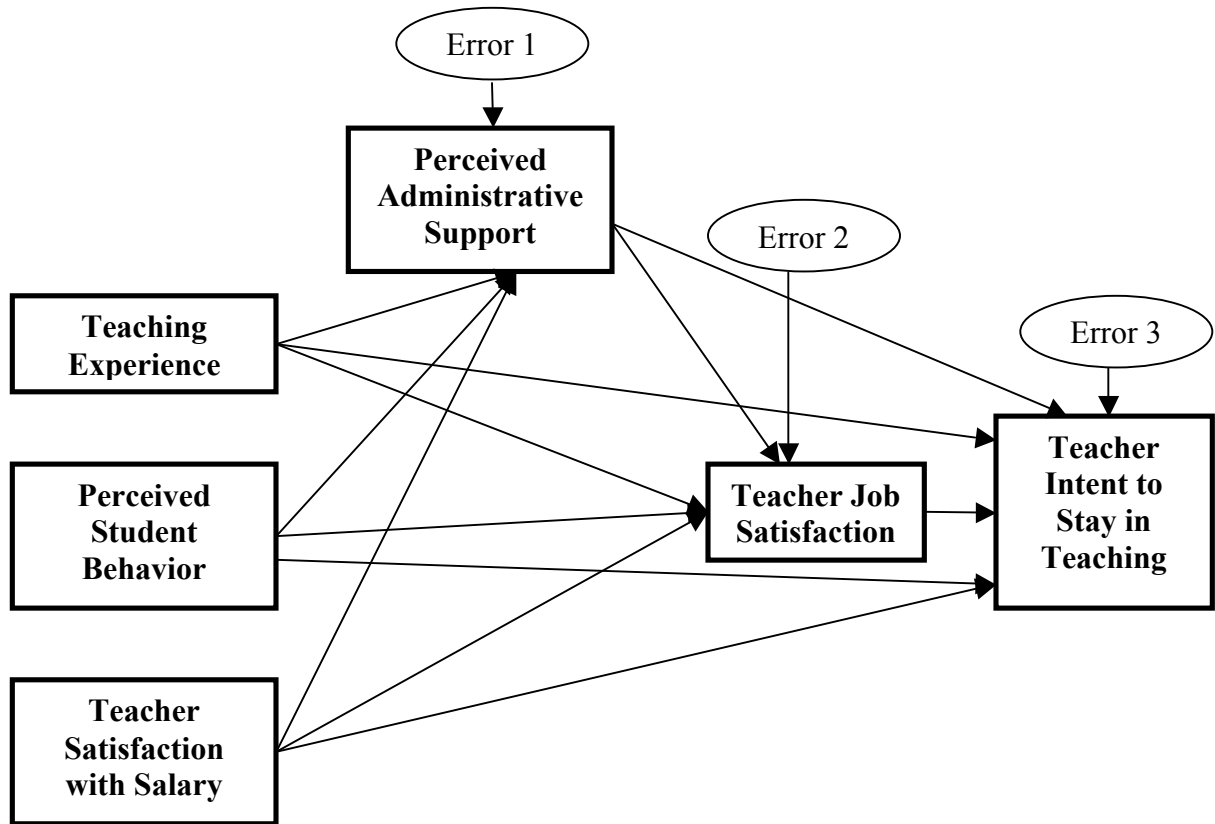 Error 1
Perceived
Administrative
Support
Error 2
Teaching
Experience
Error 3
Perceived
Student
Behavior
Teacher Job
Satisfaction
Teacher
Intent to
Stay in
Teaching
Teacher
Satisfaction
with Salary